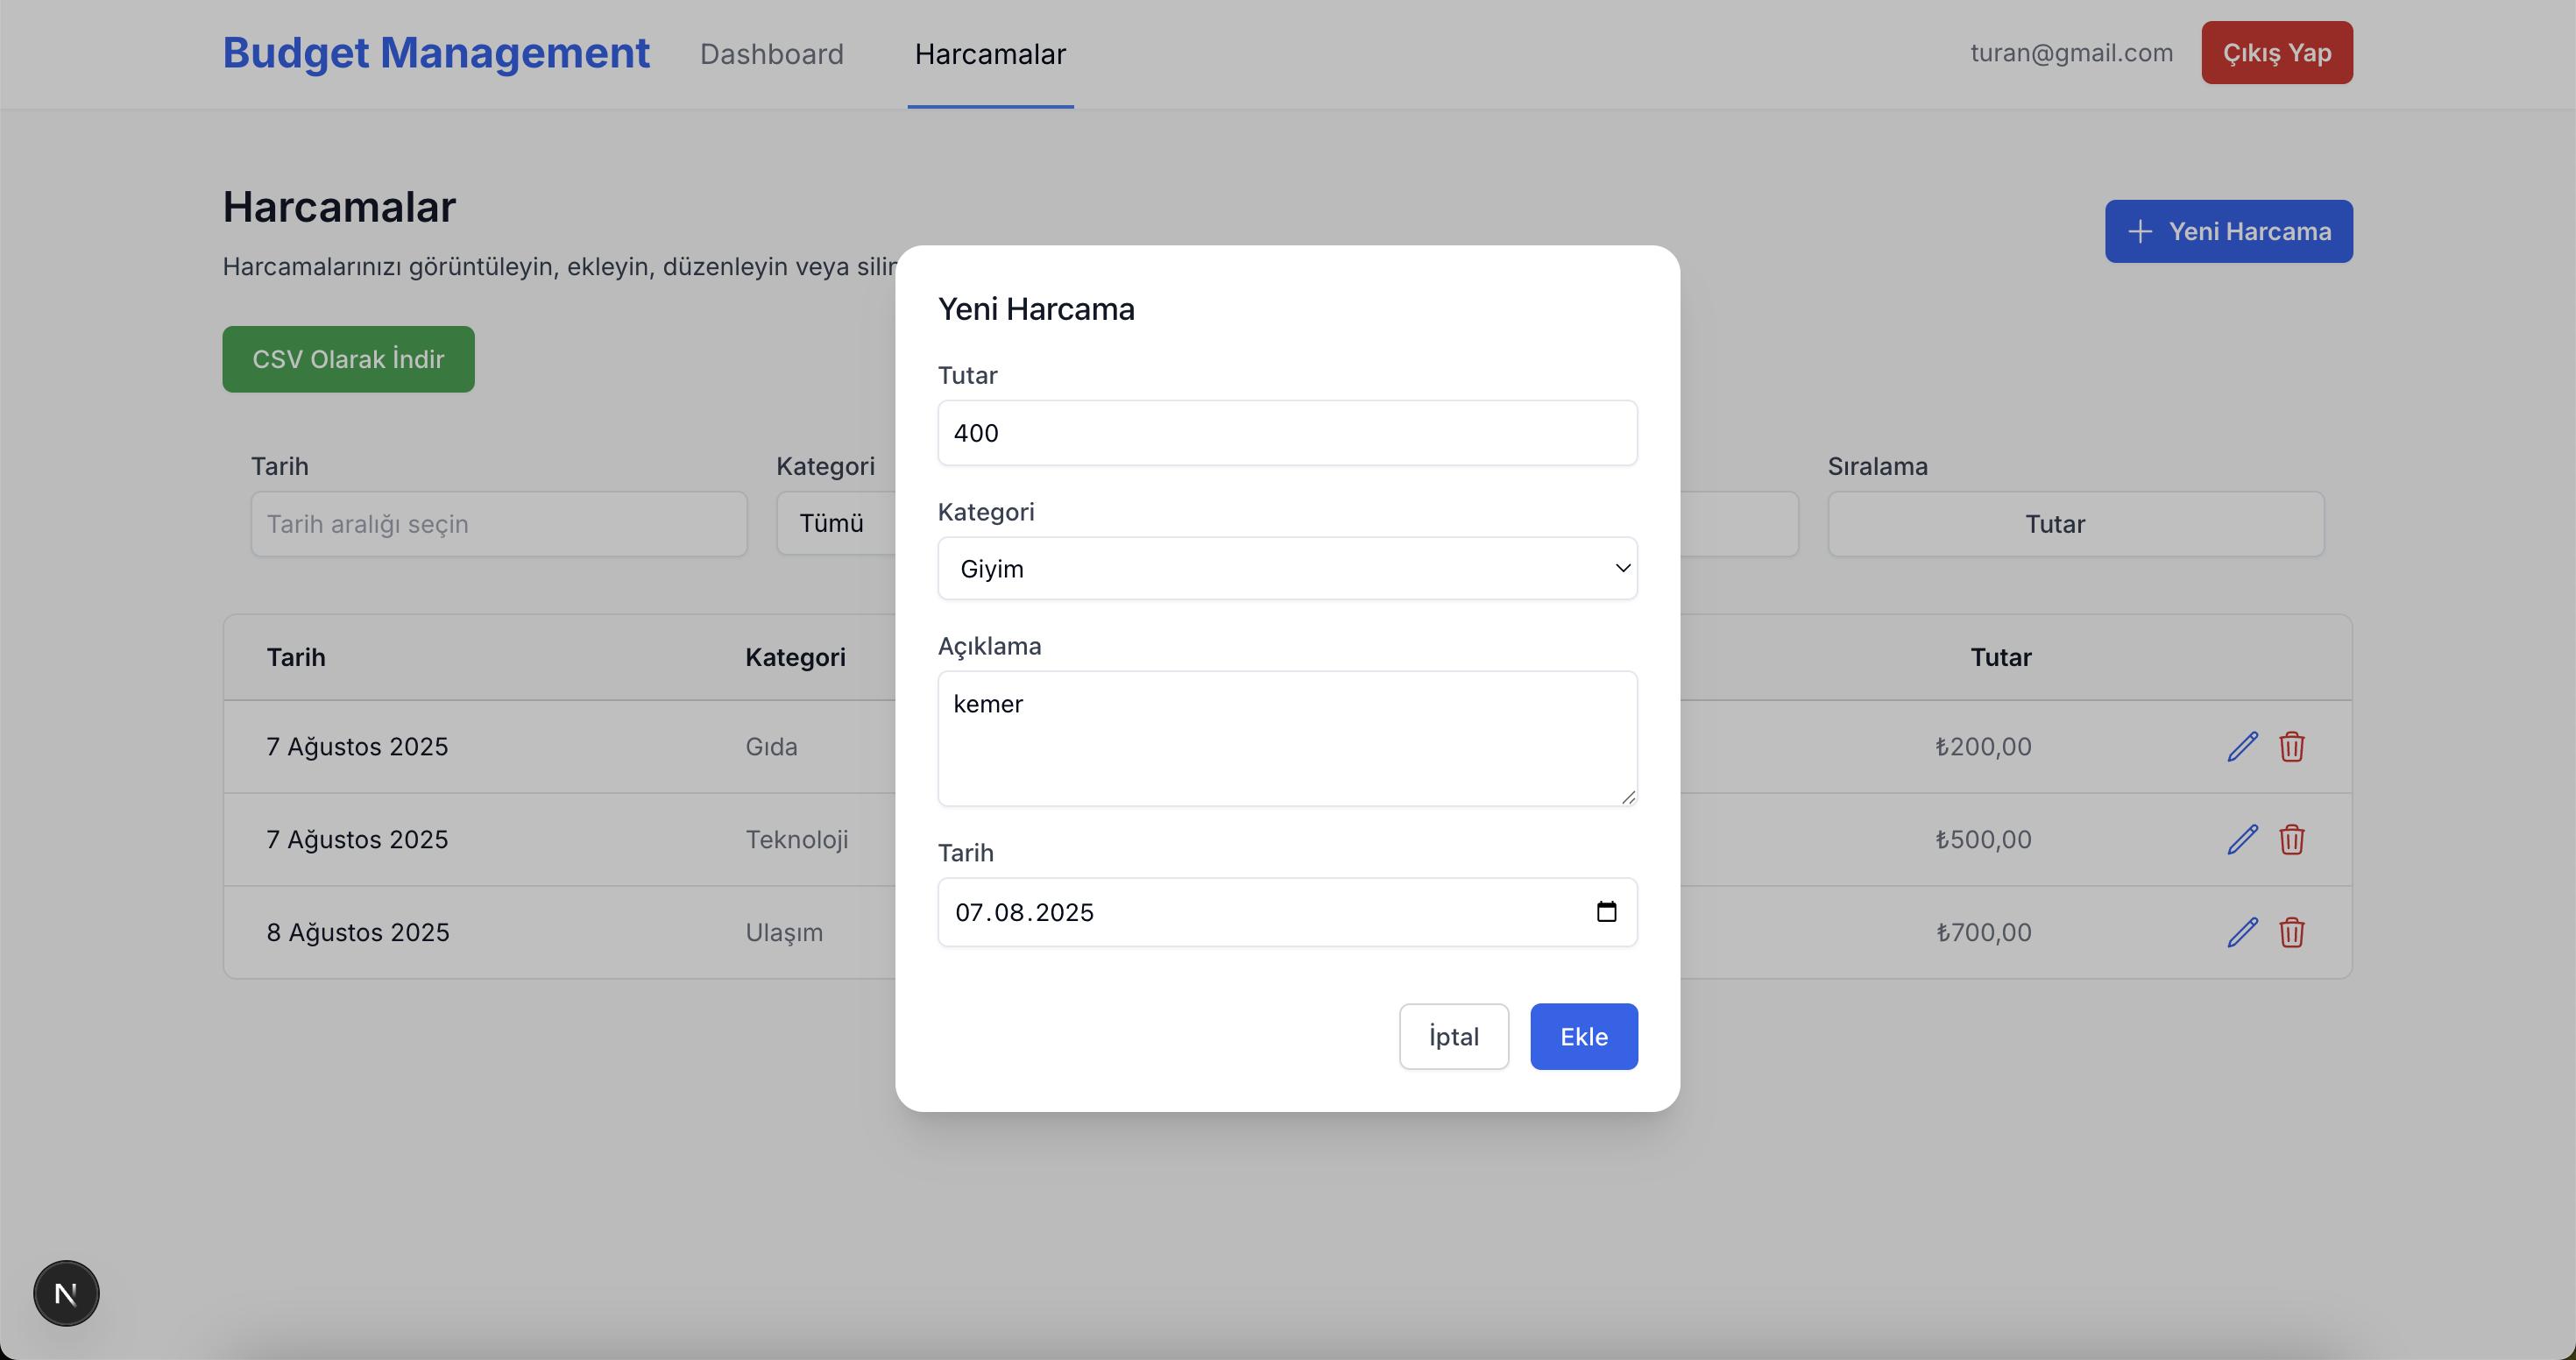 Budget Management Dashboard Harcamalar turan@gmail.com Çıkış Yap
Harcamalar
Harcamalarınızı görüntüleyin, ekleyin, düzenleyin veya
+ Yeni Harcama
CSV Olarak İndir
Tarih Kategori Sıralama
Tarih aralığı seçin Tümü Tutar
Tarih Kategori Tutar
7 Ağustos 2025 Gıda ₺200,00
7 Ağustos 2025 Teknoloji ₺500,00
8 Ağustos 2025 Ulaşım ₺700,00
Yeni Harcama
Tutar
400
Kategori
Giyim
Açıklama
kemer
Tarih
07.08.2025
İptal Ekle
N